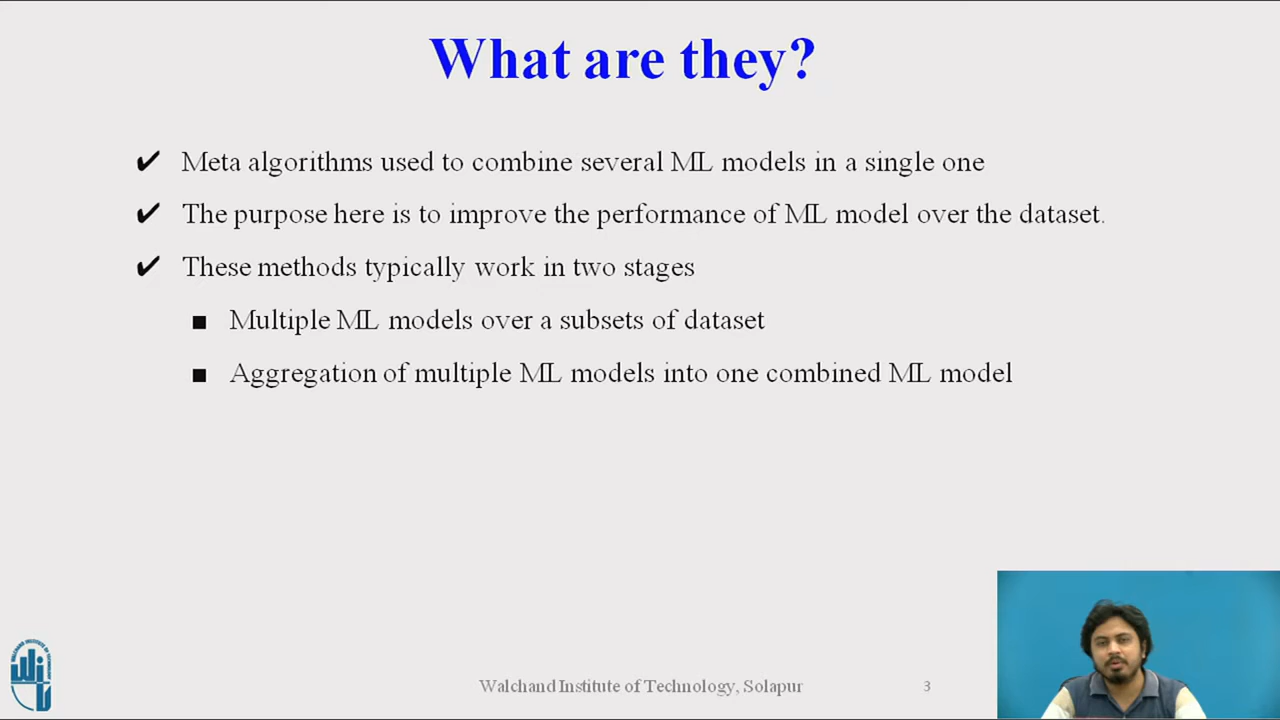 What are they?
✔ Meta algorithms used to combine several ML models in a single one
✔ The purpose here is to improve the performance of ML model over the dataset.
✔ These methods typically work in two stages
▪ Multiple ML models over a subsets of dataset
▪ Aggregation of multiple ML models into one combined ML model
Walchand Institute of Technology, Solapur 3